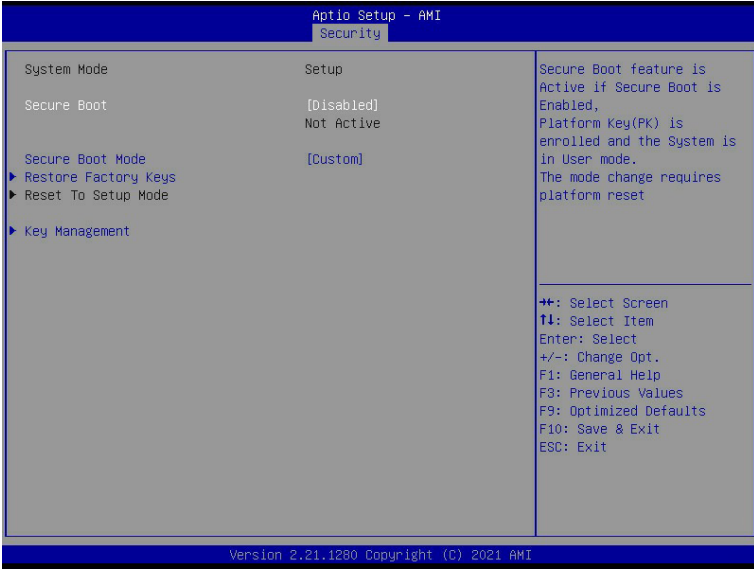 Aptio Setup – AMI
Security
System Mode Setup
Secure Boot [Disabled]
Not Active
Secure Boot Mode [Custom]
Restore Factory Keys
Reset To Setup Mode
Key Management
Secure Boot feature is
Active if Secure Boot is
Enabled,
Platform Key(PK) is
enrolled and the System is
in User mode.
The mode change requires
platform reset
→←: Select Screen
↑↓: Select Item
Enter: Select
+/-: Change Opt.
F1: General Help
F3: Previous Values
F9: Optimized Defaults
F10: Save & Exit
ESC: Exit
Version 2.21.1280 Copyright (C) 2021 AMI